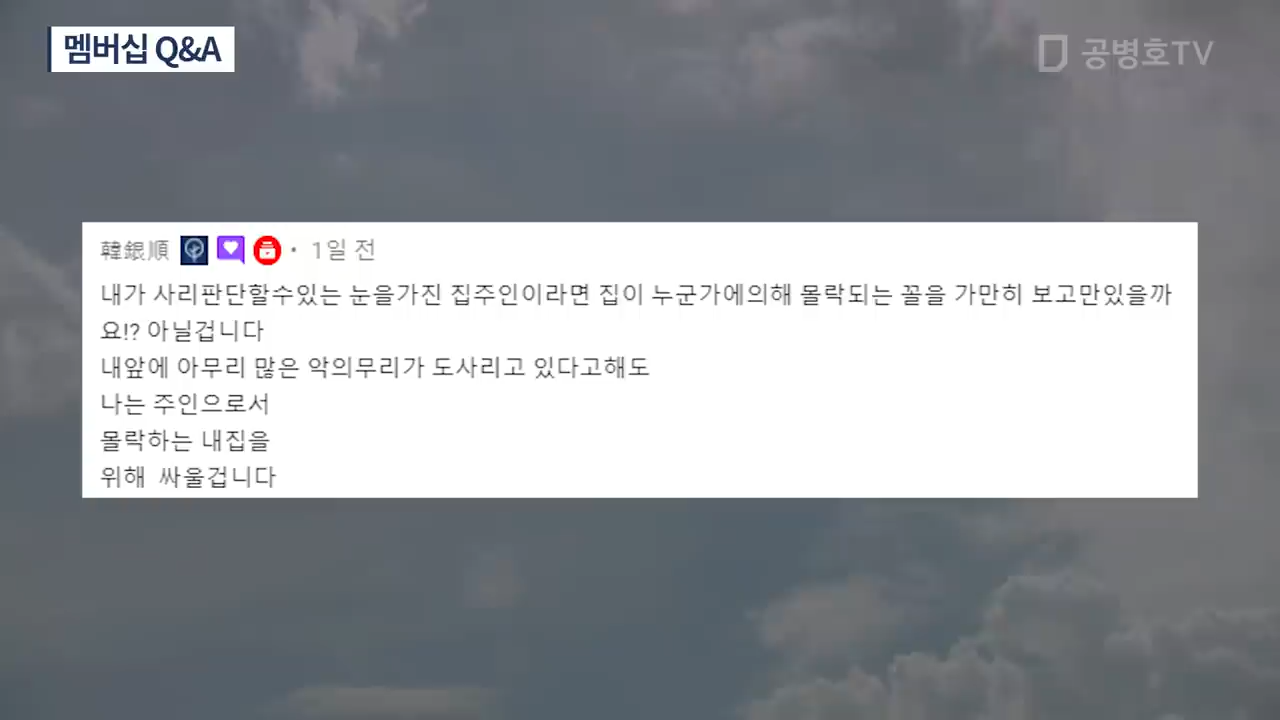 멤버십 Q&A
공병호TV
韓銀順 · 1일 전
내가 사리판단할수있는 눈을가진 집주인이라면 집이 누군가에의해 몰락되는 꼴을 가만히 보고만있을까
요!? 아닐겁니다
내앞에 아무리 많은 악의무리가 도사리고 있다고해도
나는 주인으로서
몰락하는 내집을
위해 싸울겁니다